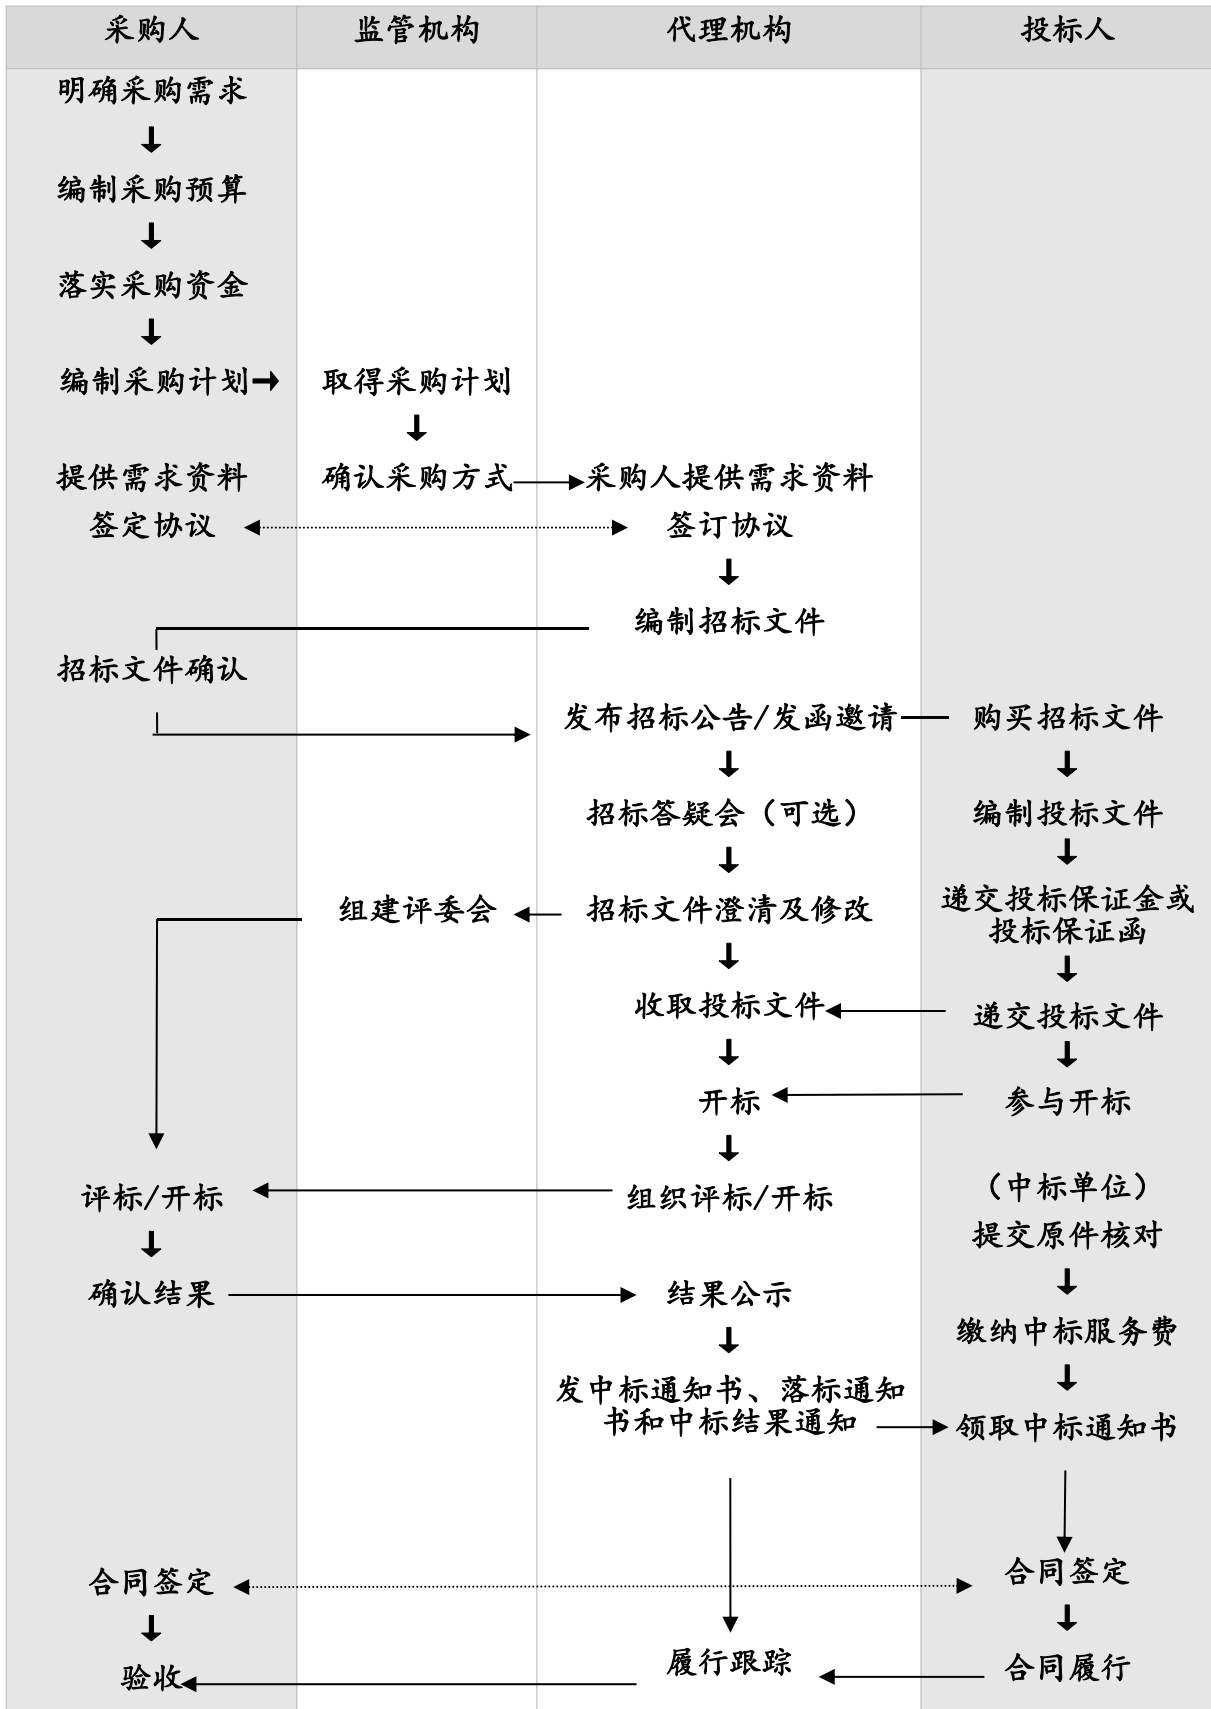 采购人 监管机构 代理机构 投标人
明确采购需求
编制采购预算
落实采购资金
编制采购计划 取得采购计划
提供需求资料 确认采购方式 采购人提供需求资料
签定协议 签订协议
编制招标文件
招标文件确认
发布招标公告/发函邀请 购买招标文件
招标答疑会（可选） 编制投标文件
组建评委会 招标文件澄清及修改 递交投标保证金或
投标保证函
收取投标文件 递交投标文件
开标 参与开标
评标/开标 组织评标/开标 （中标单位）
提交原件核对
确认结果 结果公示
缴纳中标服务费
发中标通知书、落标通知
书和中标结果通知 领取中标通知书
合同签定 合同签定
验收 履行跟踪 合同履行